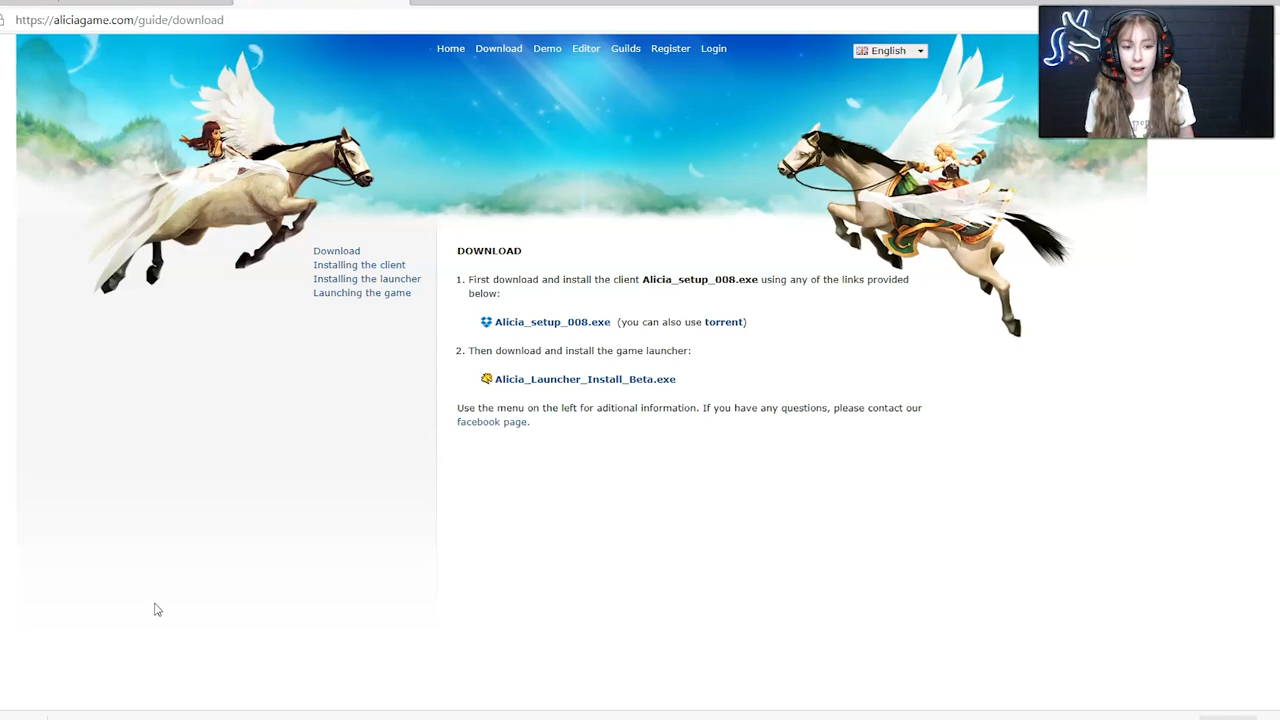 https://aliciagame.com/guide/download
Home Download Demo Editor Guilds Register Login
English
Download
Installing the client
Installing the launcher
Launching the game
DOWNLOAD
1. First download and install the client Alicia_setup_008.exe using any of the links provided
below:
Alicia_setup_008.exe (you can also use torrent)
2. Then download and install the game launcher:
Alicia_Launcher_Install_Beta.exe
Use the menu on the left for aditional information. If you have any questions, please contact our
facebook page.